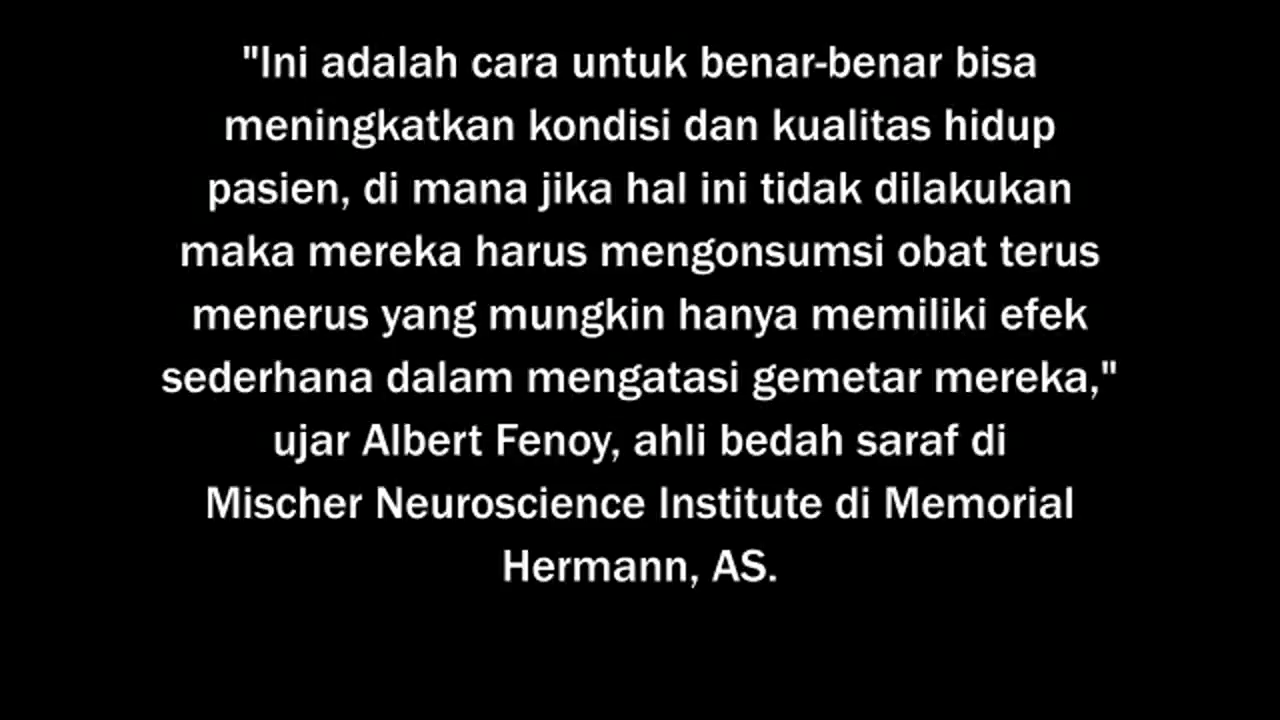 "Ini adalah cara untuk benar-benar bisa
meningkatkan kondisi dan kualitas hidup
pasien, di mana jika hal ini tidak dilakukan
maka mereka harus mengonsumsi obat terus
menerus yang mungkin hanya memiliki efek
sederhana dalam mengatasi gemetar mereka,"
ujar Albert Fenoy, ahli bedah saraf di
Mischer Neuroscience Institute di Memorial
Hermann, AS.